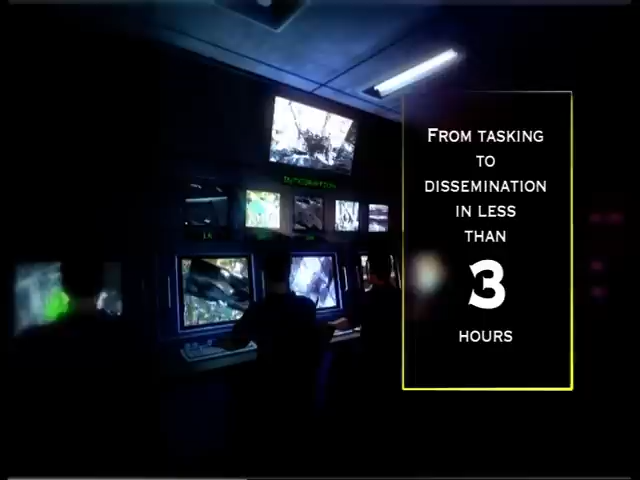 FROM TASKING
TO
DISSEMINATION
IN LESS
THAN
3
HOURS